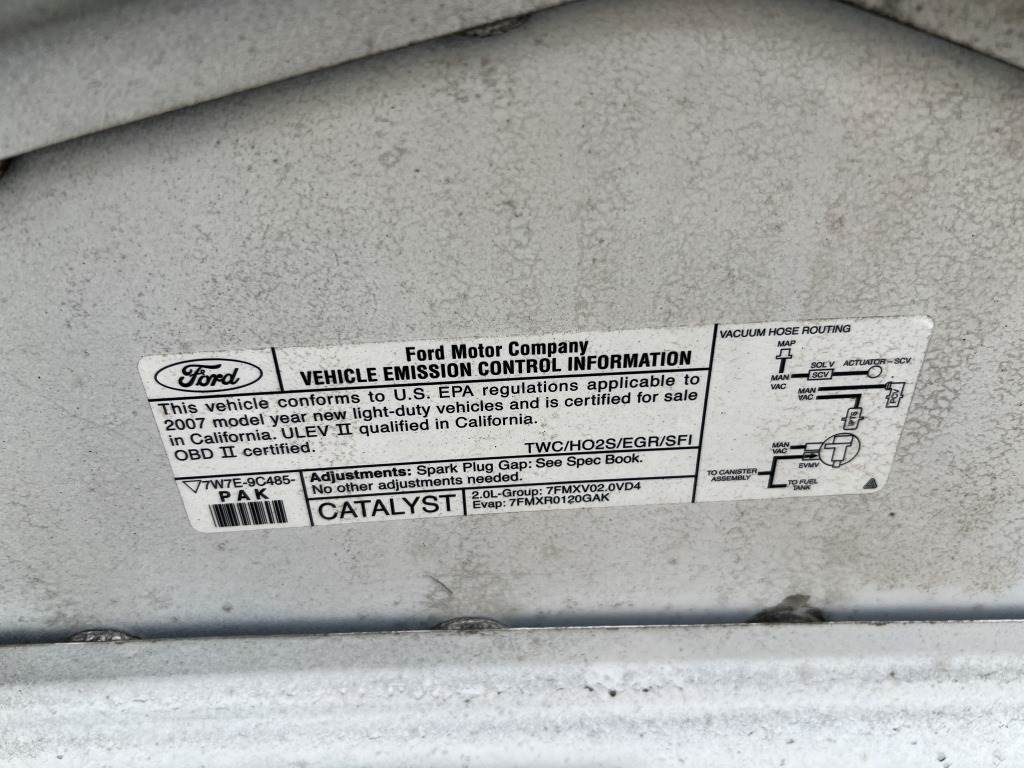 Ford
Ford Motor Company
VEHICLE EMISSION CONTROL INFORMATION
This vehicle conforms to U.S. EPA regulations applicable to
2007 model year new light-duty vehicles and is certified for sale
in California. ULEV II qualified in California.
OBD II certified.
TWC/HO2S/EGR/SFI
7W7E-9C485-
PAK
Adjustments: Spark Plug Gap: See Spec Book.
No other adjustments needed.
CATALYST
2.0L-Group: 7FMXV02.0VD4
Evap: 7FMXR0120GAK
VACUUM HOSE ROUTING
MAP
SOL V
ACTUATOR - SCV
MAN
SCV
VAC
MAN
VAC
IPTS
MAN
VAC
EVMV
TO CANISTER
ASSEMBLY
TO FUEL
TANK